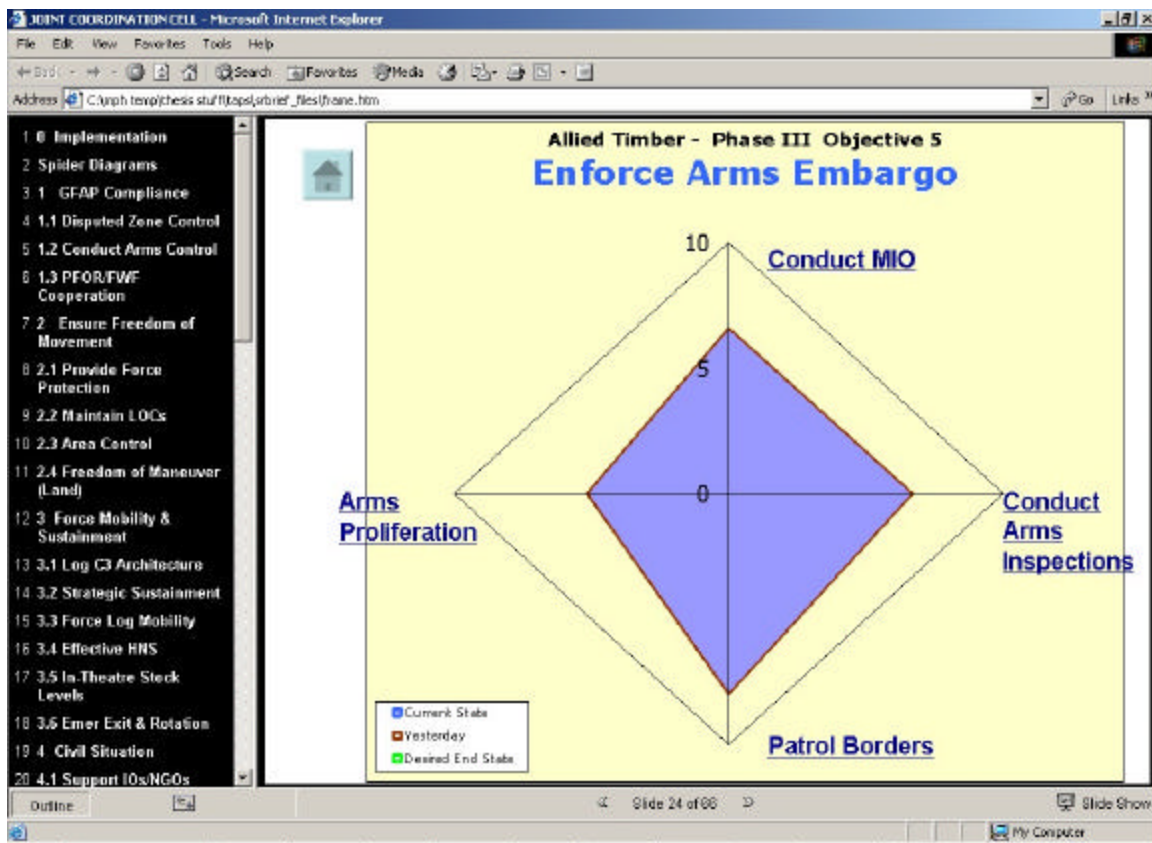 JOINT COORDINATION CELL - Microsoft Internet Explorer
File Edit View Favorites Tools Help
Back Search Favorites Media
Address C:\mph temp\thesis stuff\taps\srbrief_files\frame.htm Go Links
1 0 Implementation
2 Spider Diagrams
3 1 GFAP Compliance
4 1.1 Disputed Zone Control
5 1.2 Conduct Arms Control
6 1.3 PFOR/FWF
Cooperation
7 2 Ensure Freedom of
Movement
8 2.1 Provide Force
Protection
9 2.2 Maintain LOCs
10 2.3 Area Control
11 2.4 Freedom of Maneuver
(Land)
12 3 Force Mobility &
Sustainment
13 3.1 Log C3 Architecture
14 3.2 Strategic Sustainment
15 3.3 Force Log Mobility
16 3.4 Effective HNS
17 3.5 In-Theatre Stock
Levels
18 3.6 Emer Exit & Rotation
19 4 Civil Situation
20 4.1 Support IOs/NGOs
Allied Timber - Phase III Objective 5
Enforce Arms Embargo
10
Conduct MIO
5
0
Arms
Proliferation
Conduct
Arms
Inspections
Patrol Borders
Current State
Yesterday
Desired End State
Outline
Slide 24 of 66
Slide Show
My Computer